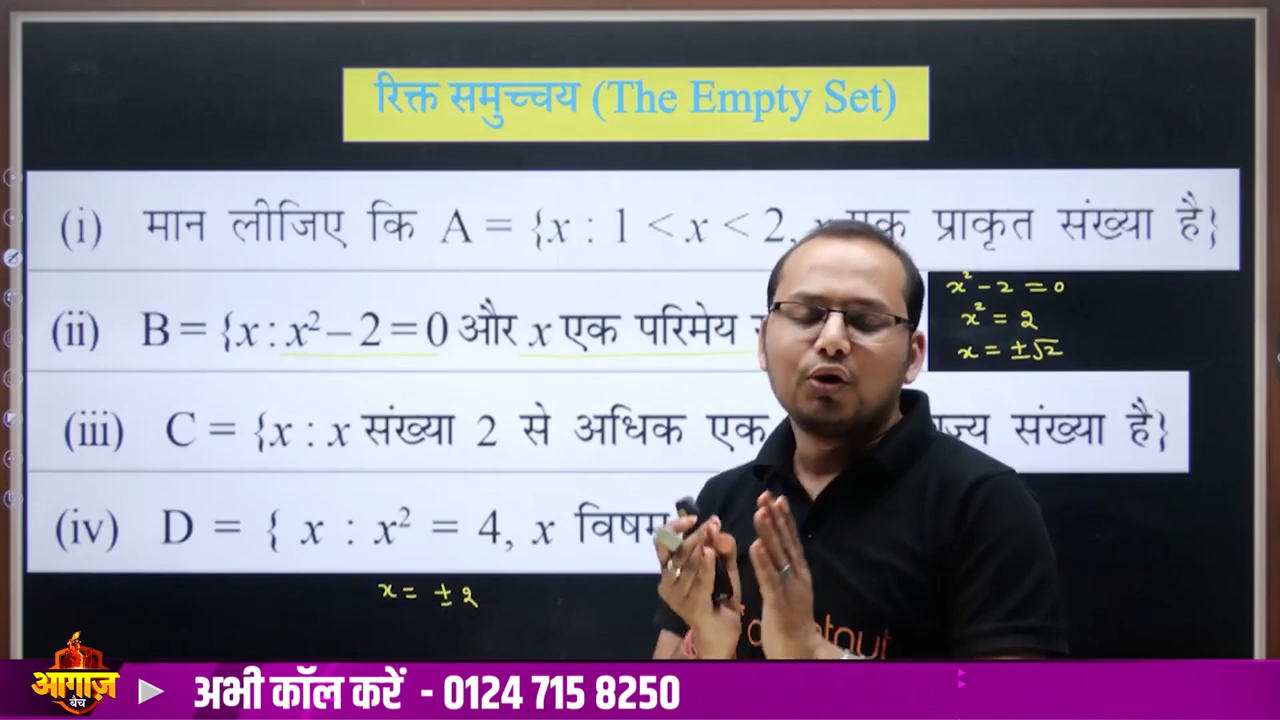 रिक्त समुच्चय (The Empty Set)
(i) मान लीजिए कि A = {x : 1 < x < 2, x एक प्राकृत संख्या है}
(ii) B = {x : x² – 2 = 0 और x एक परिमेय
x² - 2 = 0
x² = 2
x = ±√2
(iii) C = {x : x संख्या 2 से अधिक एक संख्या है}
(iv) D = { x : x² = 4, x विषम
x = ± 2
आगाज़
बैच
अभी कॉल करें - 0124 715 8250